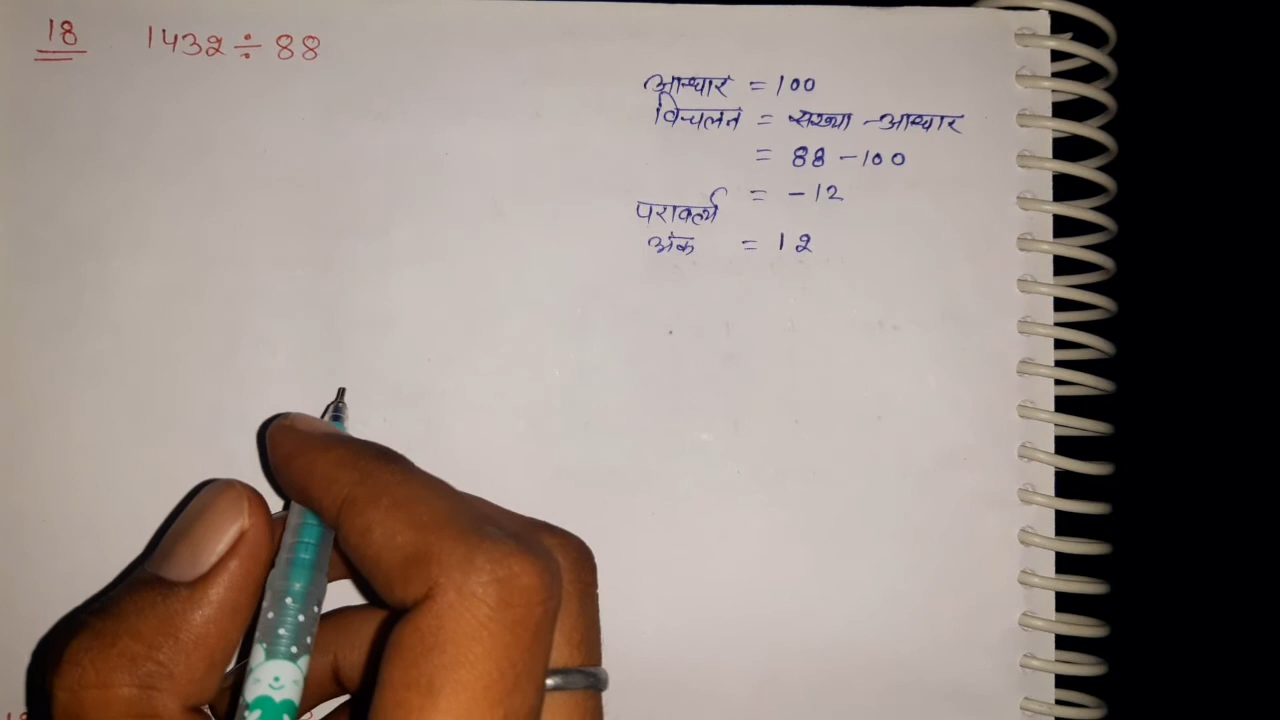 18 1432 ÷ 88
आधार = 100
विचलन = संख्या - आधार
= 88 - 100
= - 12
परावर्त्य
अंक = 12